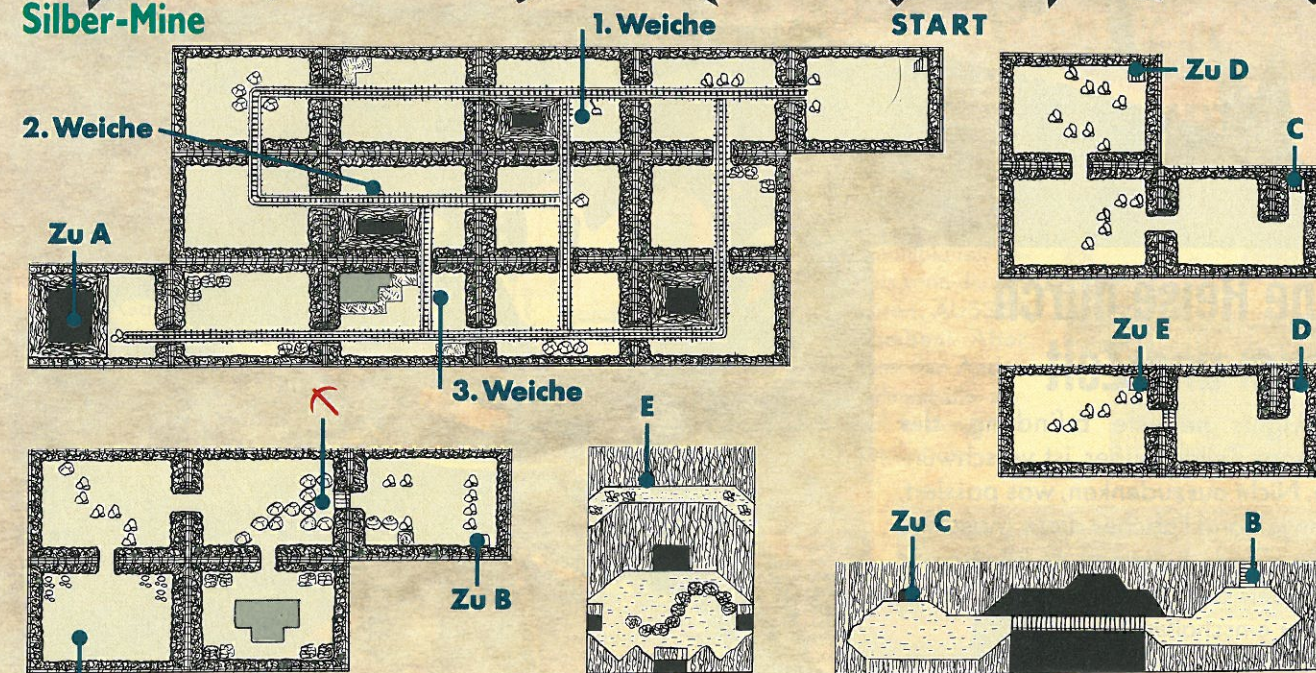 Silber-Mine
1. Weiche
START
Zu D
2. Weiche
C
Zu A
Zu E
D
3. Weiche
E
Zu C
B
Zu B